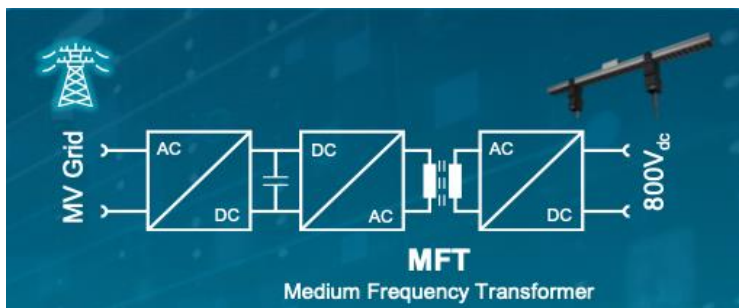 MV Grid
AC
DC
DC
AC
AC
DC
800Vdc
MFT
Medium Frequency Transformer